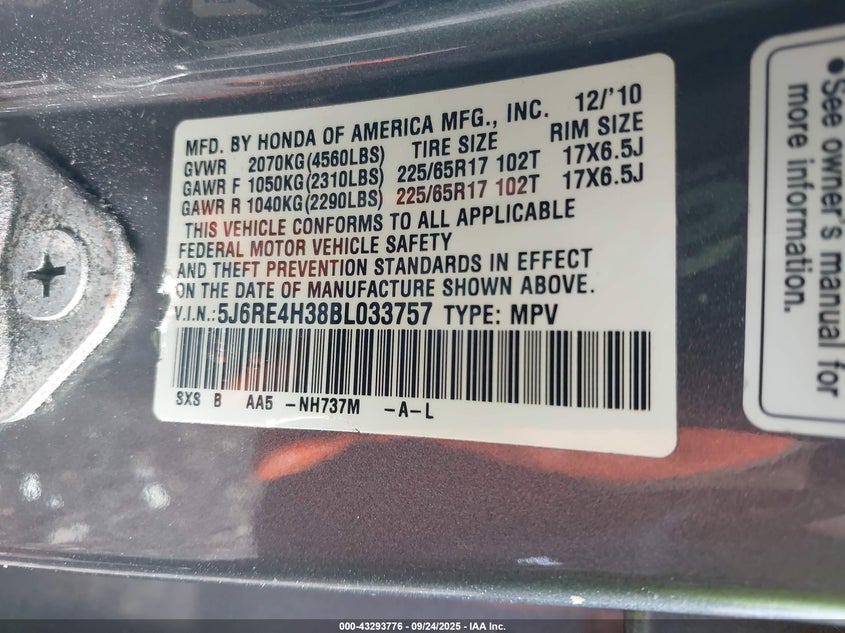 MFD. BY HONDA OF AMERICA MFG., INC. 12/'10
GVWR 2070KG(4560LBS) TIRE SIZE RIM SIZE
GAWR F 1050KG(2310LBS) 225/65R17 102T 17X6.5J
GAWR R 1040KG(2290LBS) 225/65R17 102T 17X6.5J
THIS VEHICLE CONFORMS TO ALL APPLICABLE
FEDERAL MOTOR VEHICLE SAFETY
AND THEFT PREVENTION STANDARDS IN EFFECT
ON THE DATE OF MANUFACTURE SHOWN ABOVE.
V.I.N.:5J6RE4H38BL033757 TYPE: MPV
SXS B AA5 -NH737M -A-L
•See owner's manual for
more information.
000-43293776 - 09/24/2025 - IAA Inc.